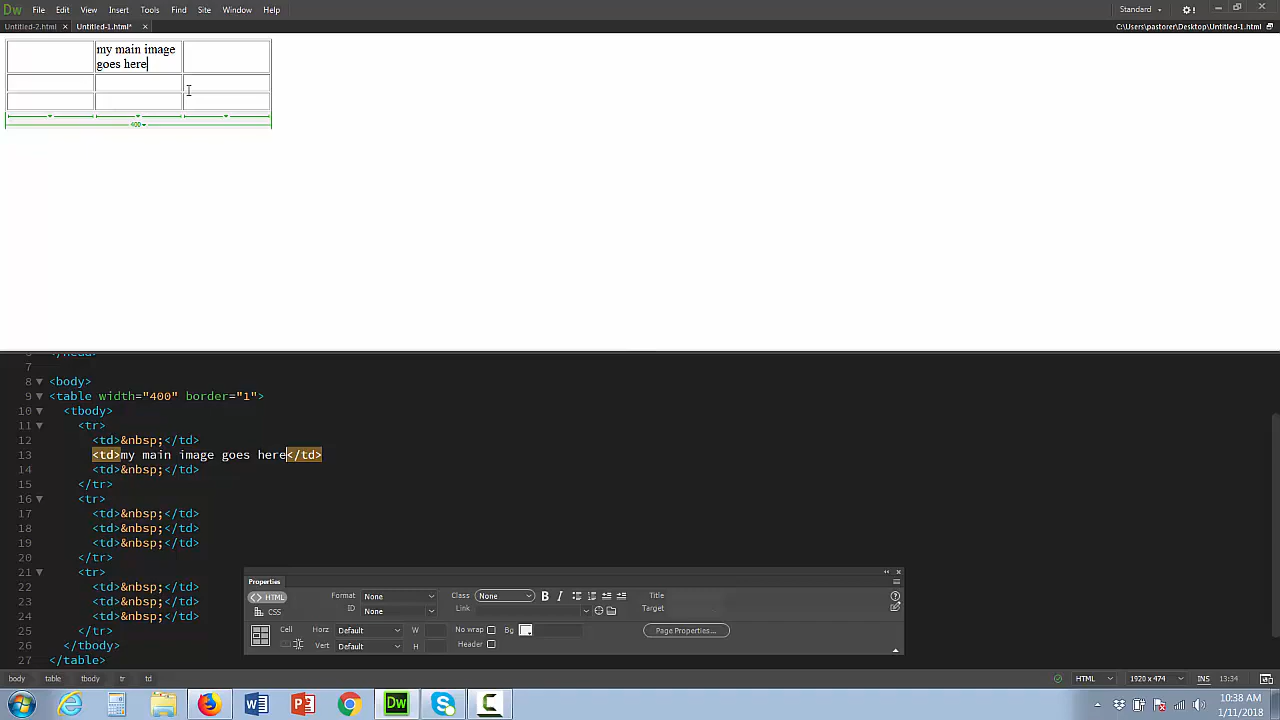 Dw File Edit View Insert Tools Find Site Window Help Standard
Untitled-2.html × Untitled-1.html* × C:\Users\pastorer\Desktop\Untitled-1.html
my main image
goes here
400
7
8 <body>
9 <table width="400" border="1">
10 <tbody>
11 <tr>
12 <td>&nbsp;</td>
13 <td>my main image goes here</td>
14 <td>&nbsp;</td>
15 </tr>
16 <tr>
17 <td>&nbsp;</td>
18 <td>&nbsp;</td>
19 <td>&nbsp;</td>
20 </tr>
21 <tr>
22 <td>&nbsp;</td>
23 <td>&nbsp;</td>
24 <td>&nbsp;</td>
25 </tr>
26 </tbody>
27 </table>
Properties
<> HTML Format None Class None B I Title
CSS ID None Link Target
Cell Horz Default W No wrap Bg Page Properties...
Vert Default H Header
body table tbody tr td HTML 1920 x 474 INS 13:34
W P Dw S C 10:38 AM
1/11/2018